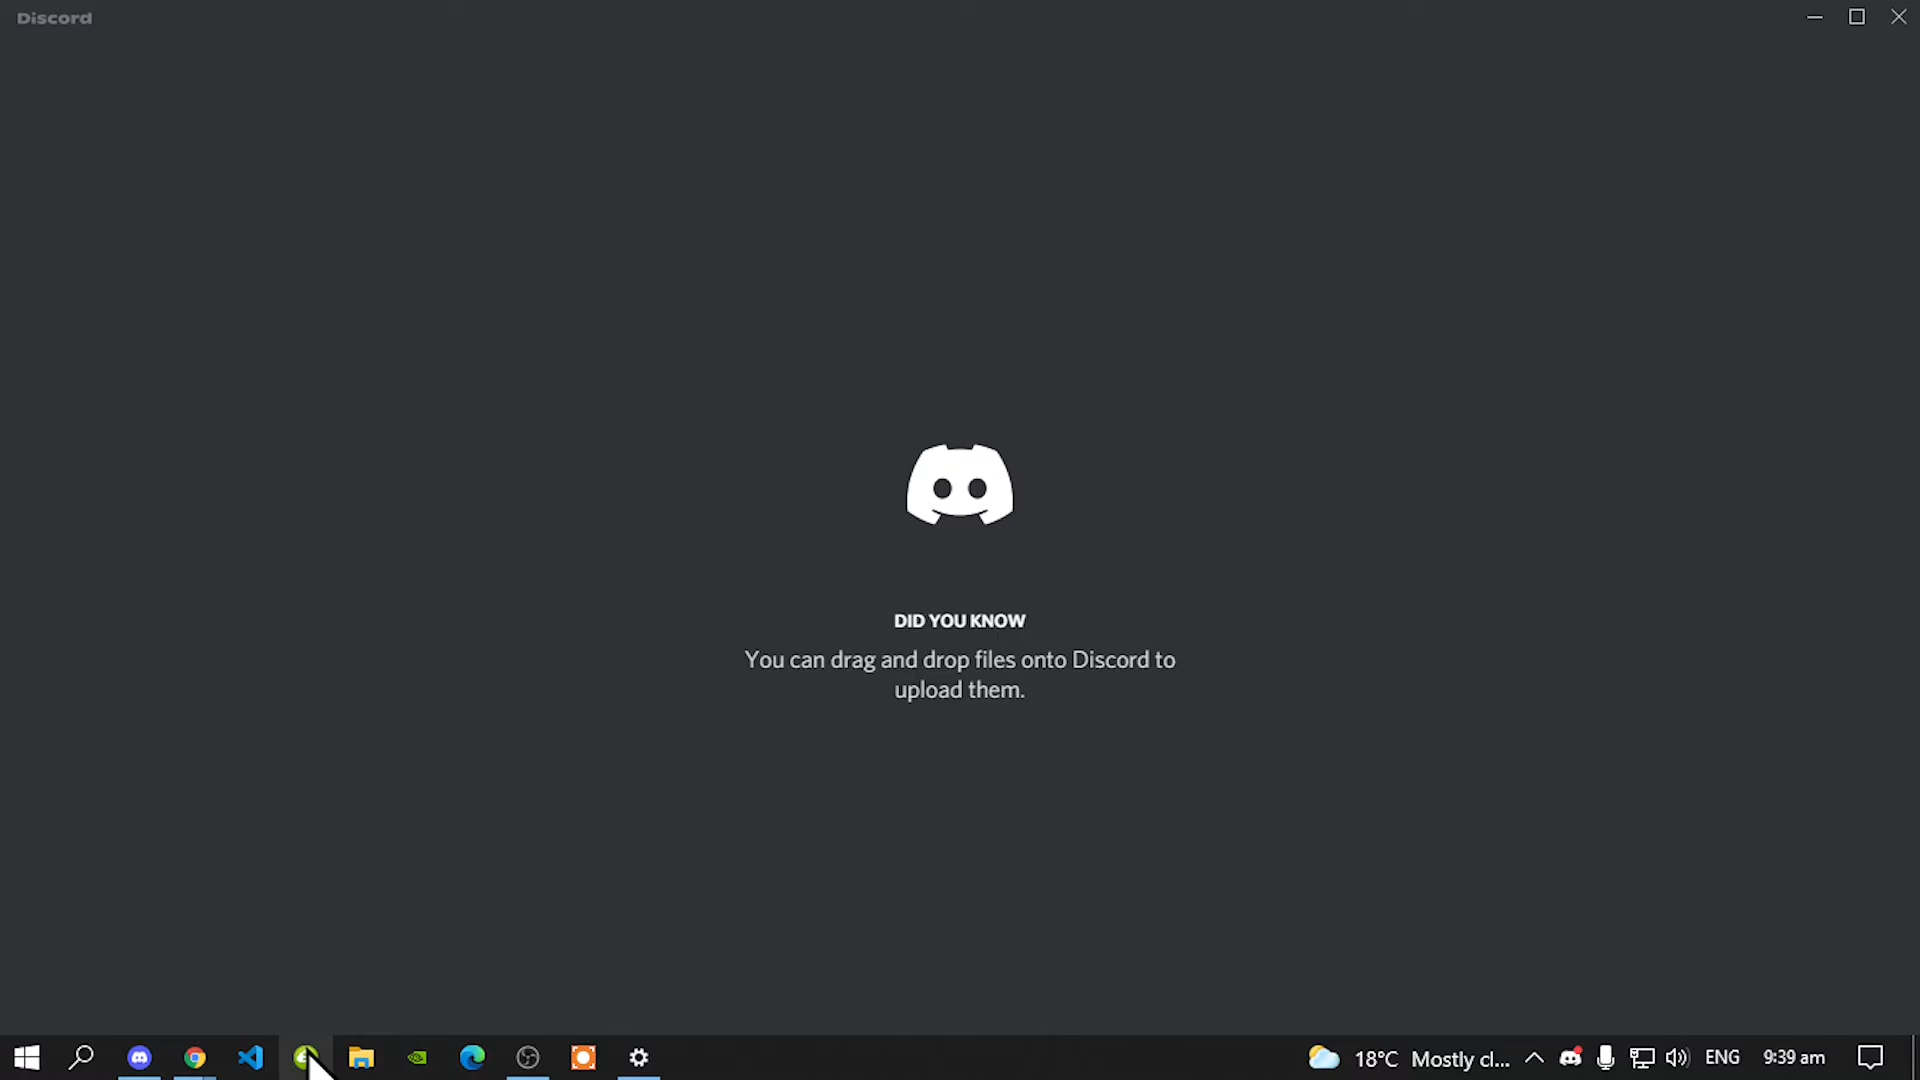 Discord
DID YOU KNOW
You can drag and drop files onto Discord to
upload them.
18°C Mostly cl... ENG 9:39 am